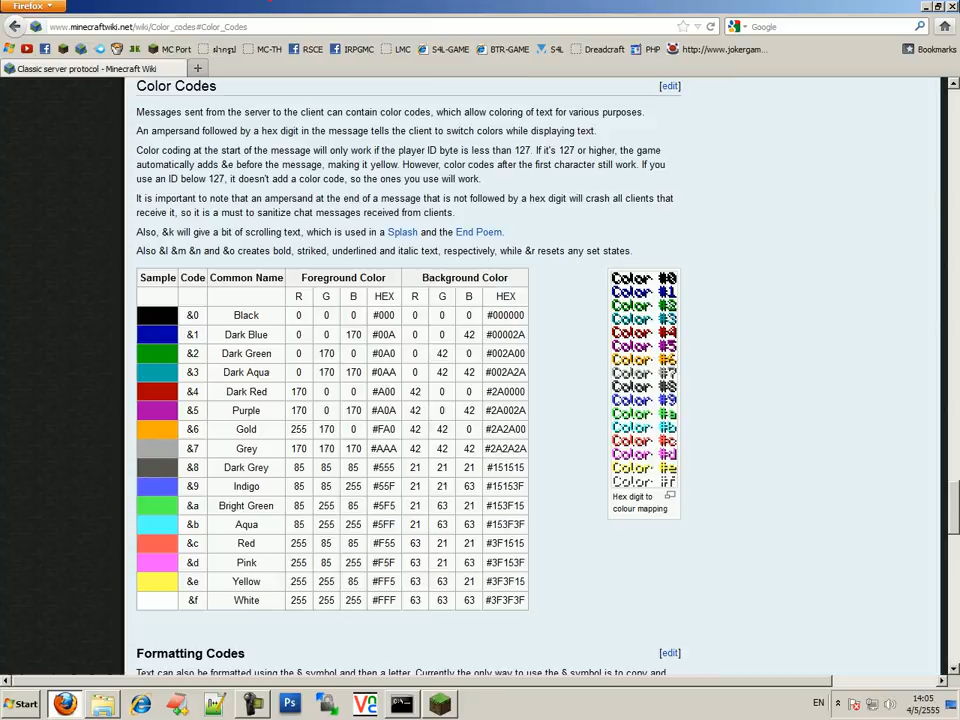 Firefox
www.minecraftwiki.net/wiki/Color_codes#Color_Codes
Google
MC Port
MC-TH
RSCE
IRPGMC
LMC
S4L-GAME
BTR-GAME
S4L
Dreadcraft
PHP
http://www.jokergam...
Bookmarks
Classic server protocol - Minecraft Wiki
Color Codes [edit]
Messages sent from the server to the client can contain color codes, which allow coloring of text for various purposes.
An ampersand followed by a hex digit in the message tells the client to switch colors while displaying text.
Color coding at the start of the message will only work if the player ID byte is less than 127. If it's 127 or higher, the game
automatically adds &e before the message, making it yellow. However, color codes after the first character still work. If you
use an ID below 127, it doesn't add a color code, so the ones you use will work.
It is important to note that an ampersand at the end of a message that is not followed by a hex digit will crash all clients that
receive it, so it is a must to sanitize chat messages received from clients.
Also, &k will give a bit of scrolling text, which is used in a Splash and the End Poem.
Also &l &m &n and &o creates bold, striked, underlined and italic text, respectively, while &r resets any set states.
Sample Code Common Name Foreground Color Background Color
R G B HEX R G B HEX
&0 Black 0 0 0 #000 0 0 0 #000000
&1 Dark Blue 0 0 170 #00A 0 0 42 #00002A
&2 Dark Green 0 170 0 #0A0 0 42 0 #002A00
&3 Dark Aqua 0 170 170 #0AA 0 42 42 #002A2A
&4 Dark Red 170 0 0 #A00 42 0 0 #2A0000
&5 Purple 170 0 170 #A0A 42 0 42 #2A002A
&6 Gold 255 170 0 #FA0 42 42 0 #2A2A00
&7 Grey 170 170 170 #AAA 42 42 42 #2A2A2A
&8 Dark Grey 85 85 85 #555 21 21 21 #151515
&9 Indigo 85 85 255 #55F 21 21 63 #15153F
&a Bright Green 85 255 85 #5F5 21 63 21 #153F15
&b Aqua 85 255 255 #5FF 21 63 63 #153F3F
&c Red 255 85 85 #F55 63 21 21 #3F1515
&d Pink 255 85 255 #F5F 63 21 63 #3F153F
&e Yellow 255 255 85 #FF5 63 63 21 #3F3F15
&f White 255 255 255 #FFF 63 63 63 #3F3F3F
Color #0
Color #1
Color #2
Color #3
Color #4
Color #5
Color #6
Color #7
Color #8
Color #9
Color #a
Color #b
Color #c
Color #d
Color #e
Color #f
Hex digit to
colour mapping
Formatting Codes [edit]
Text can also be formatted using the § symbol and then a letter. Currently the only way to use the § symbol is to copy and
Start
EN
14:05
4/5/2555